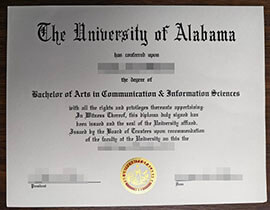 The University of Alabama
has conferred upon
the degree of
Bachelor of Arts in Communication & Information Sciences
with all the rights and privileges thereunto appertaining
In Witness Thereof, this diploma duly signed has
been issued and the seal of the University affixed.
Issued by the Board of Trustees upon recommendation
of the faculty of the University on this the
President